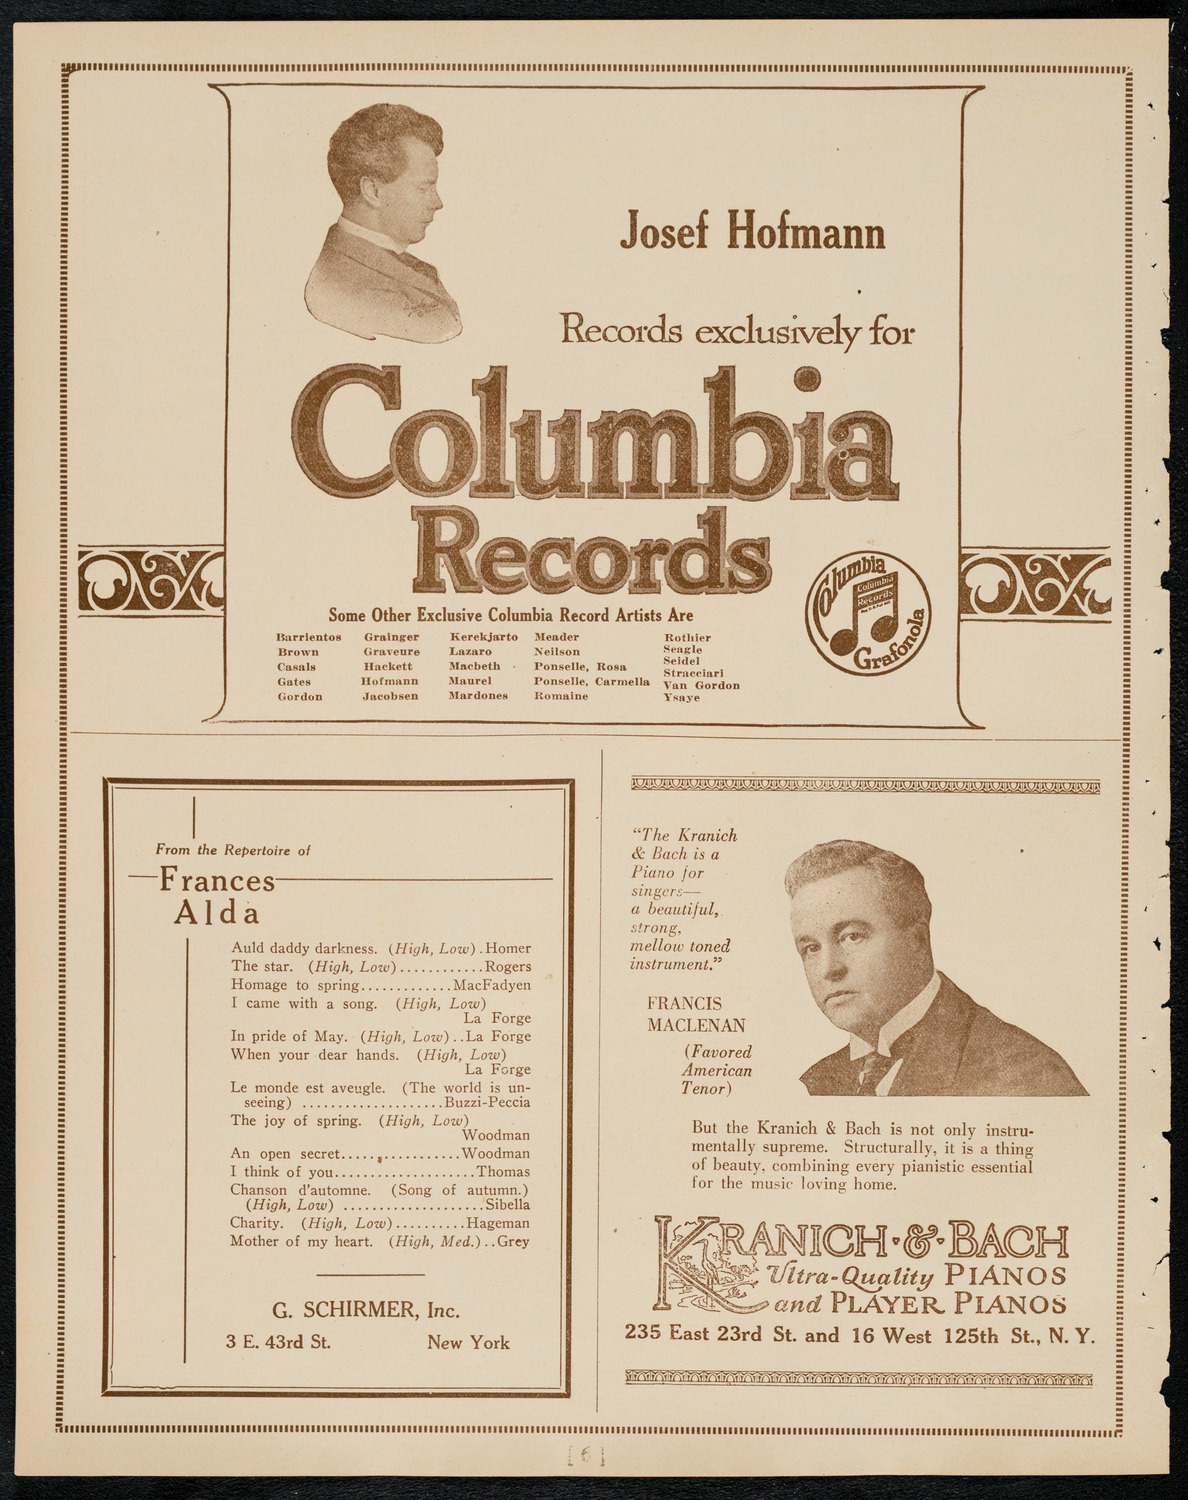 Josef Hofmann
Records exclusively for
Columbia
Records
Columbia
Columbia
Records
Grafonola
Some Other Exclusive Columbia Record Artists Are
Barrientos
Brown
Casals
Gates
Gordon
Grainger
Graveure
Hackett
Hofmann
Jacobsen
Kerekjarto
Lazaro
Macbeth
Maurel
Mardones
Meader
Neilson
Ponselle, Rosa
Ponselle, Carmella
Romaine
Rothier
Seagle
Seidel
Stracciari
Van Gordon
Ysaye
From the Repertoire of
Frances
Alda
Auld daddy darkness. (High, Low) .Homer
The star. (High, Low)............Rogers
Homage to spring.............MacFadyen
I came with a song. (High, Low)
La Forge
In pride of May. (High, Low)..La Forge
When your dear hands. (High, Low)
La Forge
Le monde est aveugle. (The world is un-
seeing) ....................Buzzi-Peccia
The joy of spring. (High, Low)
Woodman
An open secret.................Woodman
I think of you....................Thomas
Chanson d'automne. (Song of autumn.)
(High, Low) ....................Sibella
Charity. (High, Low)..........Hageman
Mother of my heart. (High, Med.)..Grey
G. SCHIRMER, Inc.
3 E. 43rd St. New York
"The Kranich
& Bach is a
Piano for
singers—
a beautiful,
strong,
mellow toned
instrument."
FRANCIS
MACLENAN
(Favored
American
Tenor)
But the Kranich & Bach is not only instru-
mentally supreme. Structurally, it is a thing
of beauty, combining every pianistic essential
for the music loving home.
KRANICH·&·BACH
Ultra-Quality PIANOS
and PLAYER PIANOS
235 East 23rd St. and 16 West 125th St., N. Y.
[ 6 ]